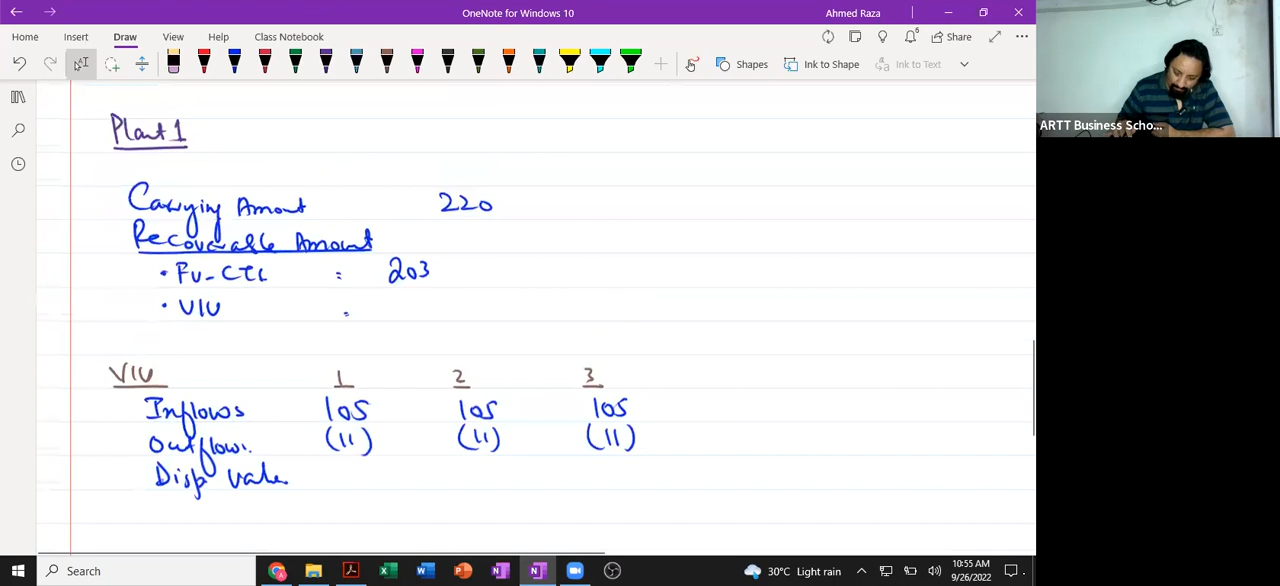 OneNote for Windows 10
Ahmed Raza
Home Insert Draw View Help Class Notebook
6 Share
Shapes Ink to Shape Ink to Text
ARTT Business Scho...
Plant 1
Carrying Amount 220
Recoverable Amount
• FV-CTL = 203
• VIU =
VIU 1 2 3
Inflows 105 105 105
Outflows. (11) (11) (11)
Disp value
Search
30°C Light rain
10:55 AM
9/26/2022